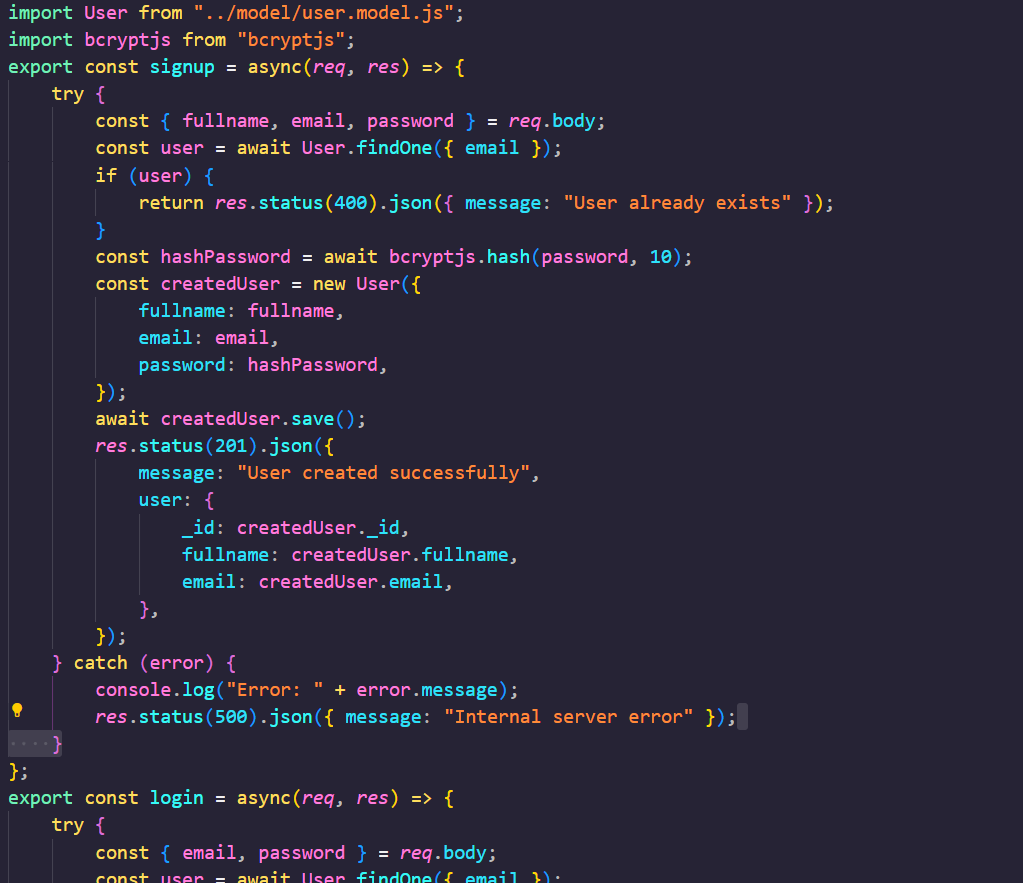 import User from "../model/user.model.js";
import bcryptjs from "bcryptjs";
export const signup = async(req, res) => {
    try {
        const { fullname, email, password } = req.body;
        const user = await User.findOne({ email });
        if (user) {
            return res.status(400).json({ message: "User already exists" });
        }
        const hashPassword = await bcryptjs.hash(password, 10);
        const createdUser = new User({
            fullname: fullname,
            email: email,
            password: hashPassword,
        });
        await createdUser.save();
        res.status(201).json({
            message: "User created successfully",
            user: {
                _id: createdUser._id,
                fullname: createdUser.fullname,
                email: createdUser.email,
            },
        });
    } catch (error) {
        console.log("Error: " + error.message);
        res.status(500).json({ message: "Internal server error" });
    }
};
export const login = async(req, res) => {
    try {
        const { email, password } = req.body;
        const user = await User.findOne({ email });